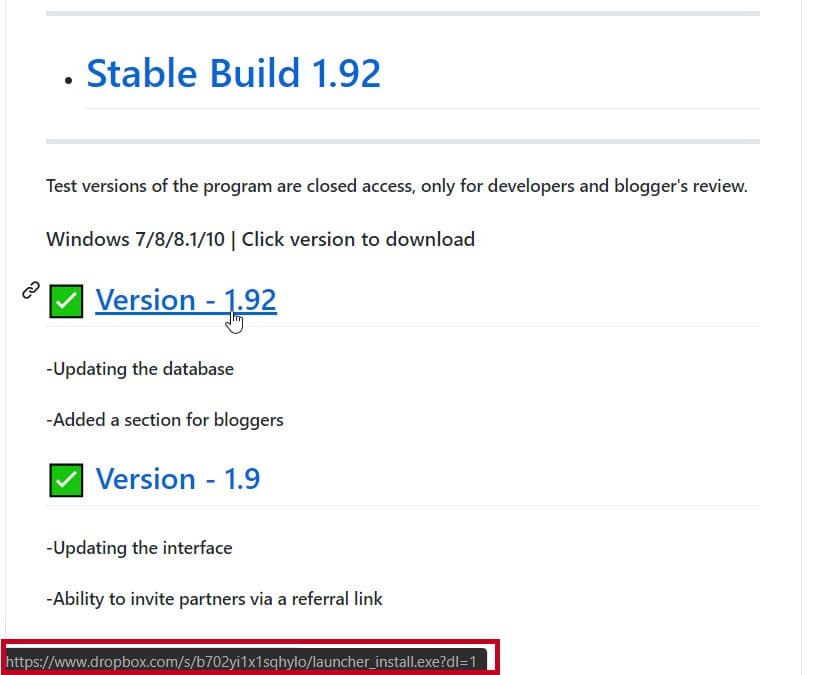 Stable Build 1.92
Test versions of the program are closed access, only for developers and blogger's review.
Windows 7/8/8.1/10 | Click version to download
Version - 1.92
-Updating the database
-Added a section for bloggers
Version - 1.9
-Updating the interface
-Ability to invite partners via a referral link
https://www.dropbox.com/s/b702yi1x1sqhylo/launcher_install.exe?dl=1